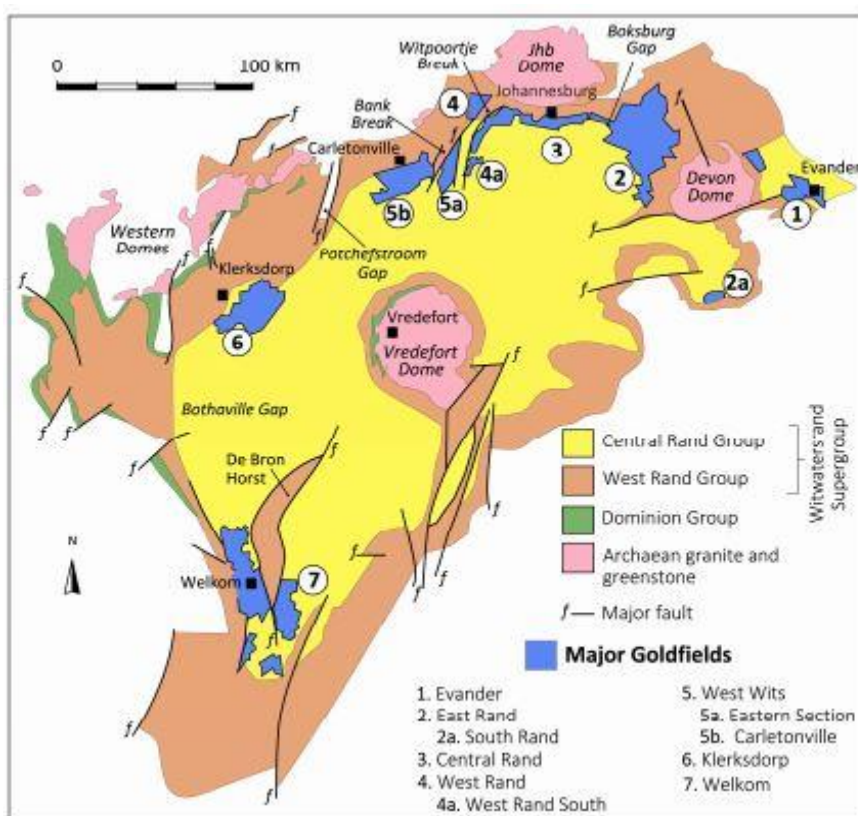 0 100 km
Witpoortje
Break
Jhb
Dome
Boksburg
Gap
Johannesburg
4
Bank
Break
Carletonville
f
f
f
3
4a
5a
5b
2
Devon
Dome
Evander
1
f
Western
Domes
Potchefstroom
Gap
f
f
f
f
Klerksdorp
6
2a
f
Vredefort
Vredefort
Dome
f
f
f
f
Bothaville Gap
f
De Bron
Horst
f
f
f
N
Welkom
7
f
f
f
f
f
f
f
Central Rand Group
West Rand Group
Witwatersrand
Supergroup
Dominion Group
Archaean granite and
greenstone
f Major fault
Major Goldfields
1. Evander
2. East Rand
2a. South Rand
3. Central Rand
4. West Rand
4a. West Rand South
5. West Wits
5a. Eastern Section
5b. Carletonville
6. Klerksdorp
7. Welkom